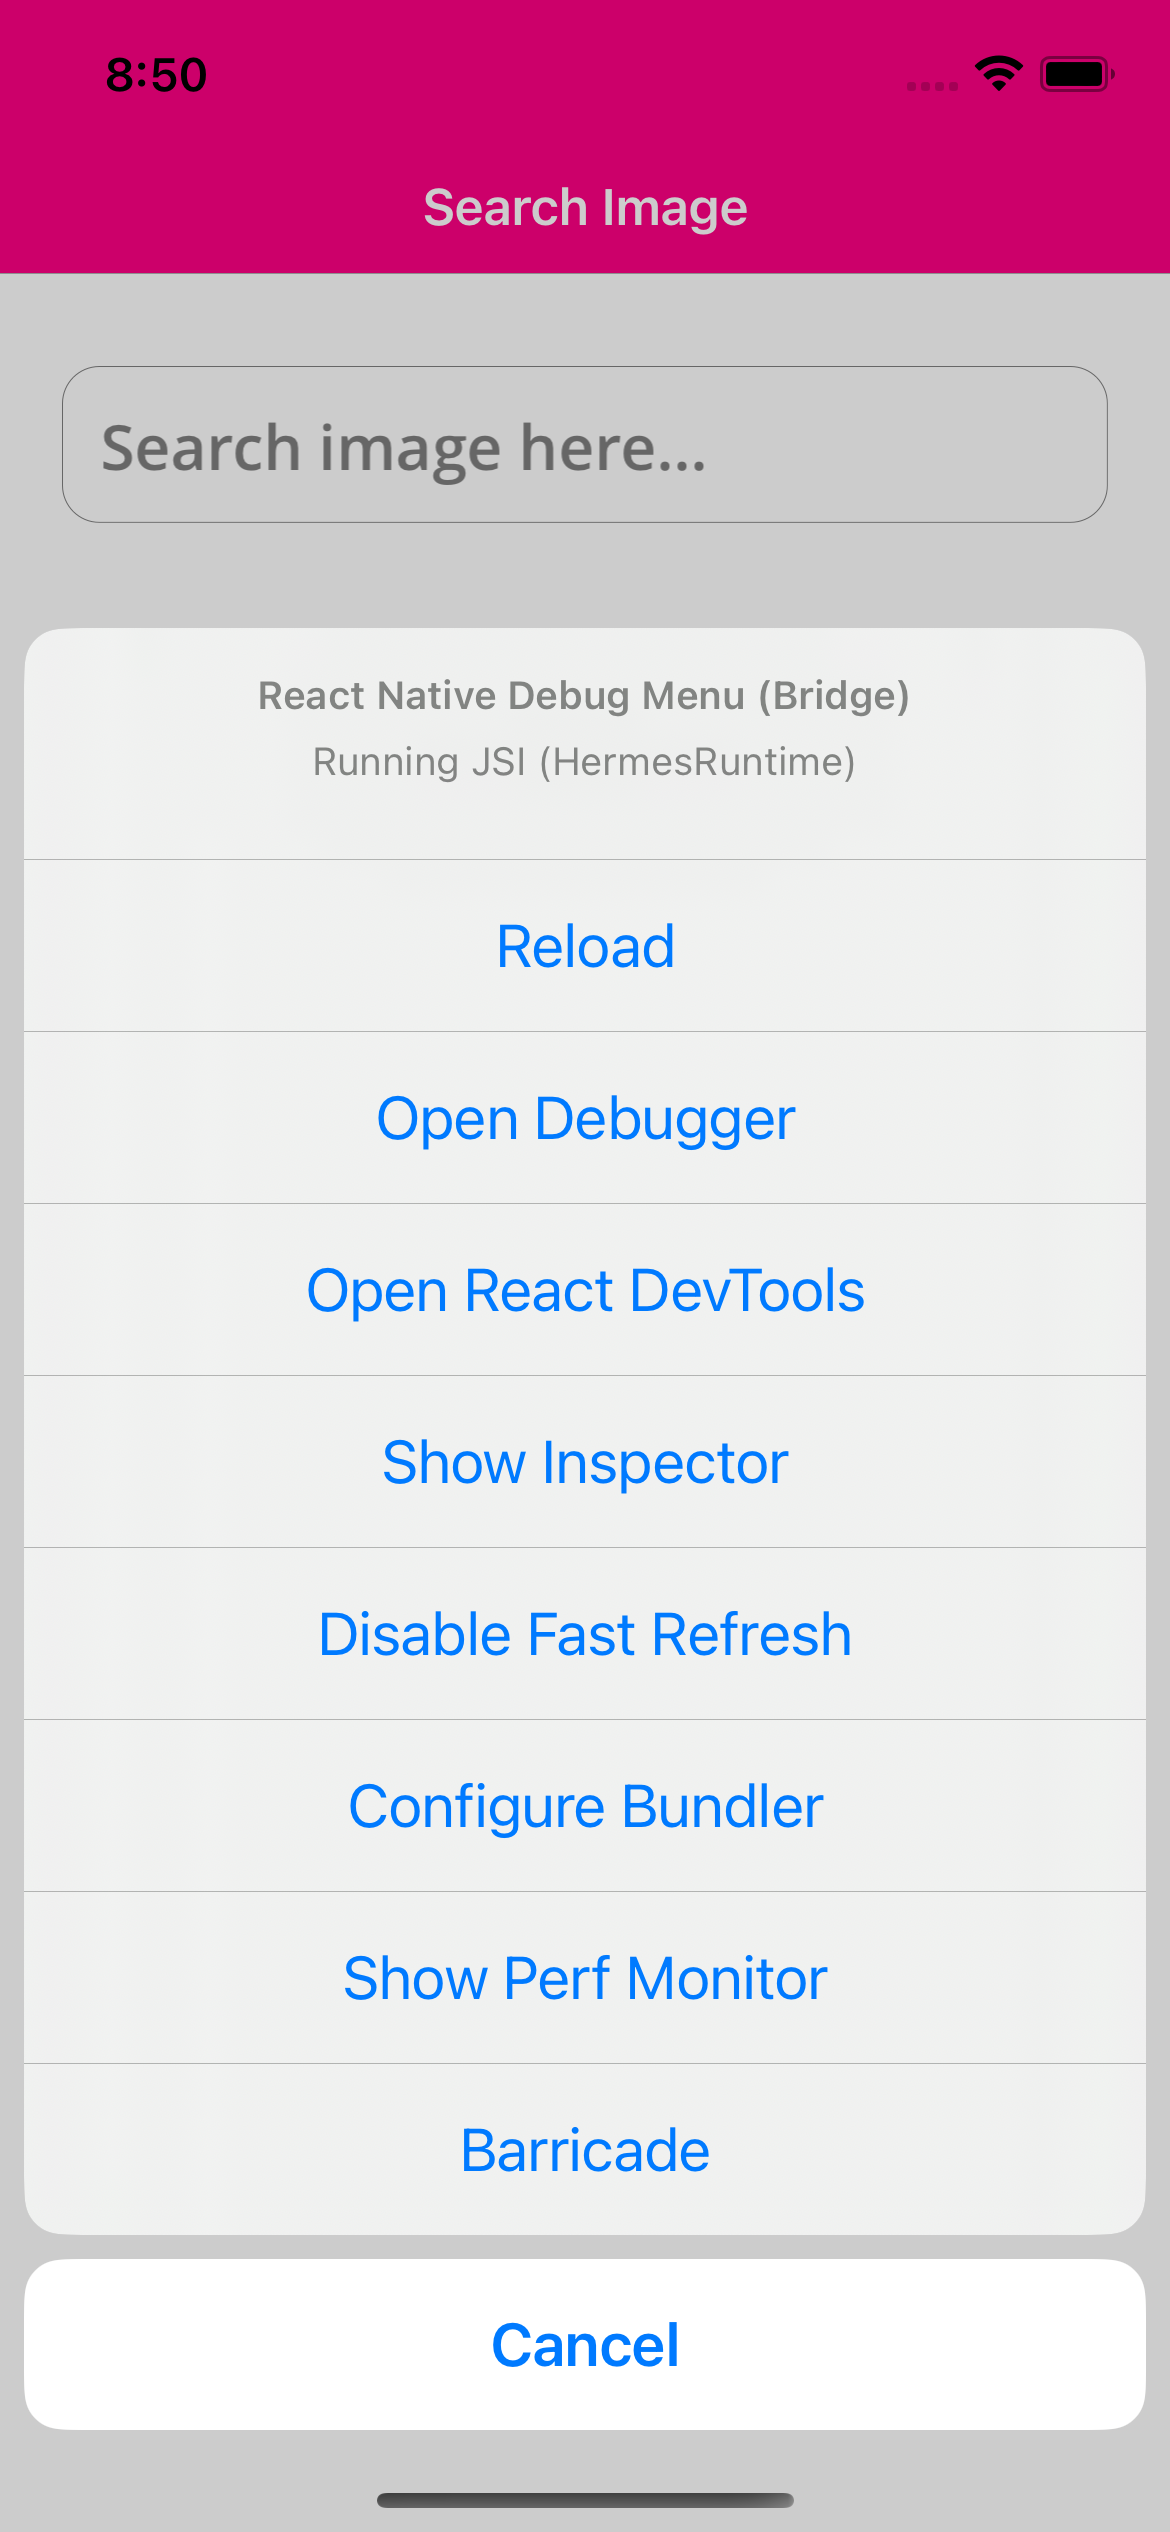 8:50
Search Image
Search image here...
React Native Debug Menu (Bridge)
Running JSI (HermesRuntime)
Reload
Open Debugger
Open React DevTools
Show Inspector
Disable Fast Refresh
Configure Bundler
Show Perf Monitor
Barricade
Cancel